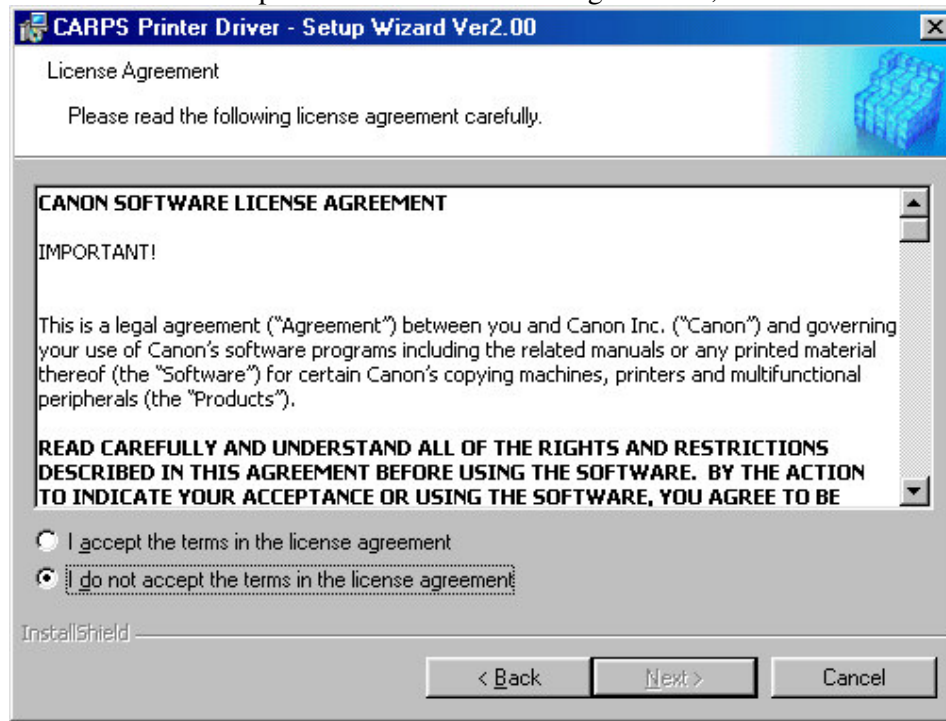 CARPS Printer Driver - Setup Wizard Ver2.00
License Agreement
Please read the following license agreement carefully.
CANON SOFTWARE LICENSE AGREEMENT
IMPORTANT!
This is a legal agreement (“Agreement”) between you and Canon Inc. (“Canon”) and governing
your use of Canon’s software programs including the related manuals or any printed material
thereof (the “Software”) for certain Canon’s copying machines, printers and multifunctional
peripherals (the “Products”).
READ CAREFULLY AND UNDERSTAND ALL OF THE RIGHTS AND RESTRICTIONS
DESCRIBED IN THIS AGREEMENT BEFORE USING THE SOFTWARE. BY THE ACTION
TO INDICATE YOUR ACCEPTANCE OR USING THE SOFTWARE, YOU AGREE TO BE
I accept the terms in the license agreement
I do not accept the terms in the license agreement
InstallShield
< Back Next > Cancel